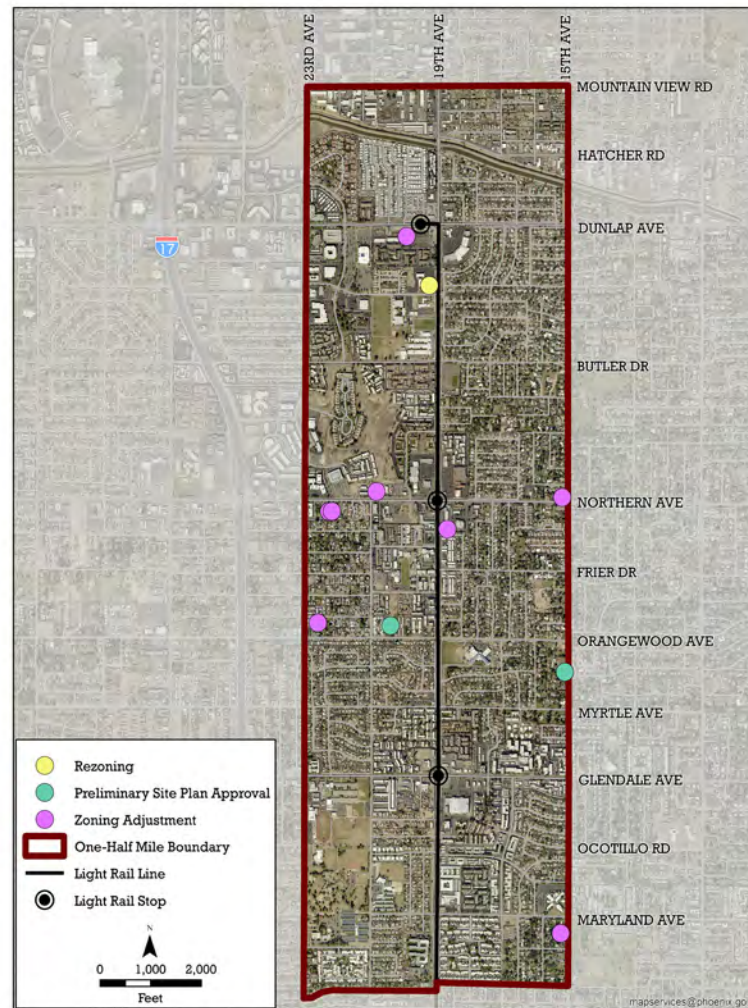 23RD AVE
19TH AVE
15TH AVE
MOUNTAIN VIEW RD
HATCHER RD
DUNLAP AVE
17
BUTLER DR
NORTHERN AVE
FRIER DR
ORANGEWOOD AVE
MYRTLE AVE
GLENDALE AVE
OCOTILLO RD
MARYLAND AVE
Rezoning
Preliminary Site Plan Approval
Zoning Adjustment
One-Half Mile Boundary
Light Rail Line
Light Rail Stop
N
0 1,000 2,000
Feet
mapservices@phoenix.go